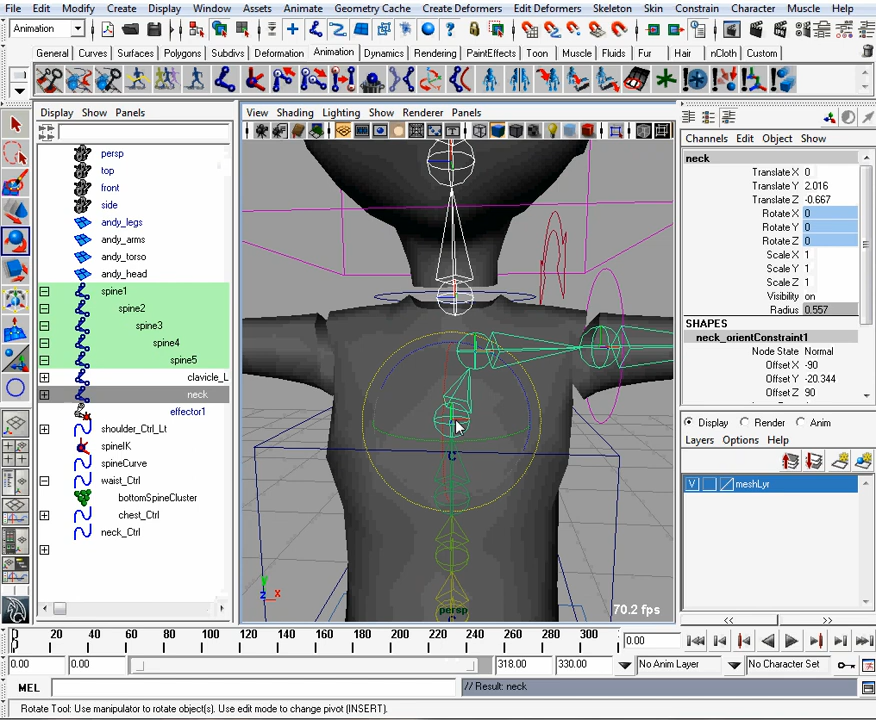 File Edit Modify Create Display Window Assets Animate Geometry Cache Create Deformers Edit Deformers Skeleton Skin Constrain Character Muscle Help
Animation
General Curves Surfaces Polygons Subdivs Deformation Animation Dynamics Rendering PaintEffects Toon Muscle Fluids Fur Hair nCloth Custom
Display Show Panels
View Shading Lighting Show Renderer Panels
Channels Edit Object Show
persp
top
front
side
andy_legs
andy_arms
andy_torso
andy_head
spine1
spine2
spine3
spine4
spine5
clavicle_L
neck
effector1
shoulder_Ctrl_Lt
spineIK
spineCurve
waist_Ctrl
bottomSpineCluster
chest_Ctrl
neck_Ctrl
C
persp
C
y
z
x
70.2 fps
neck
Translate X 0
Translate Y 2.016
Translate Z -0.667
Rotate X 0
Rotate Y 0
Rotate Z 0
Scale X 1
Scale Y 1
Scale Z 1
Visibility on
Radius 0.557
SHAPES
neck_orientConstraint1
Node State Normal
Offset X -90
Offset Y -20.344
Offset Z 90
Display Render Anim
Layers Options Help
V meshLyr
20 40 60 80 100 120 140 160 180 200 220 240 260 280 300
0.00
0.00 0.00 318.00 330.00 No Anim Layer No Character Set
MEL // Result: neck
Rotate Tool: Use manipulator to rotate object(s). Use edit mode to change pivot (INSERT).